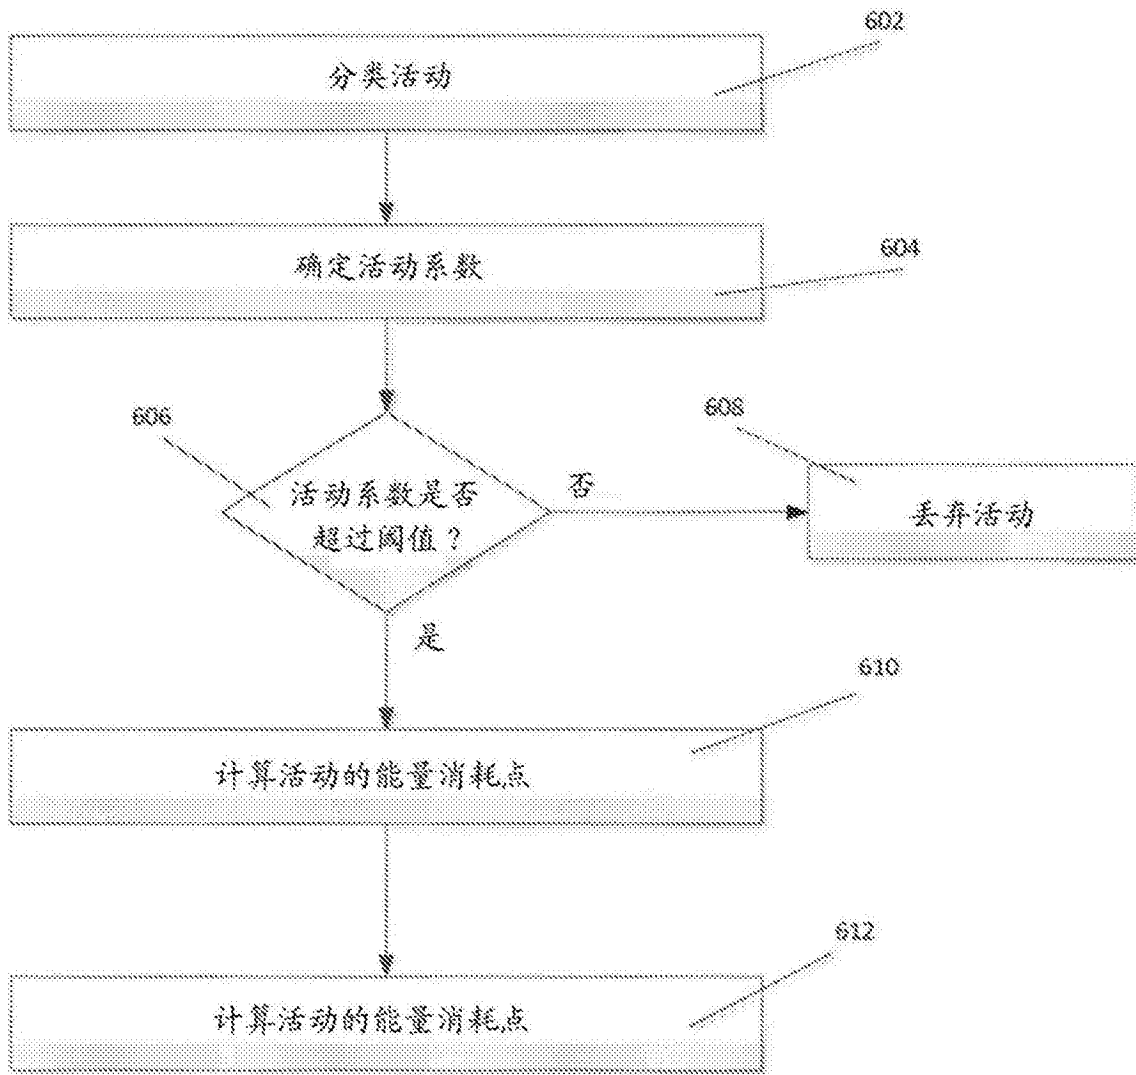 602
分类活动
604
确定活动系数
606
608
活动系数是否
超过阈值？
否
丢弃活动
是
610
计算活动的能量消耗点
612
计算活动的能量消耗点